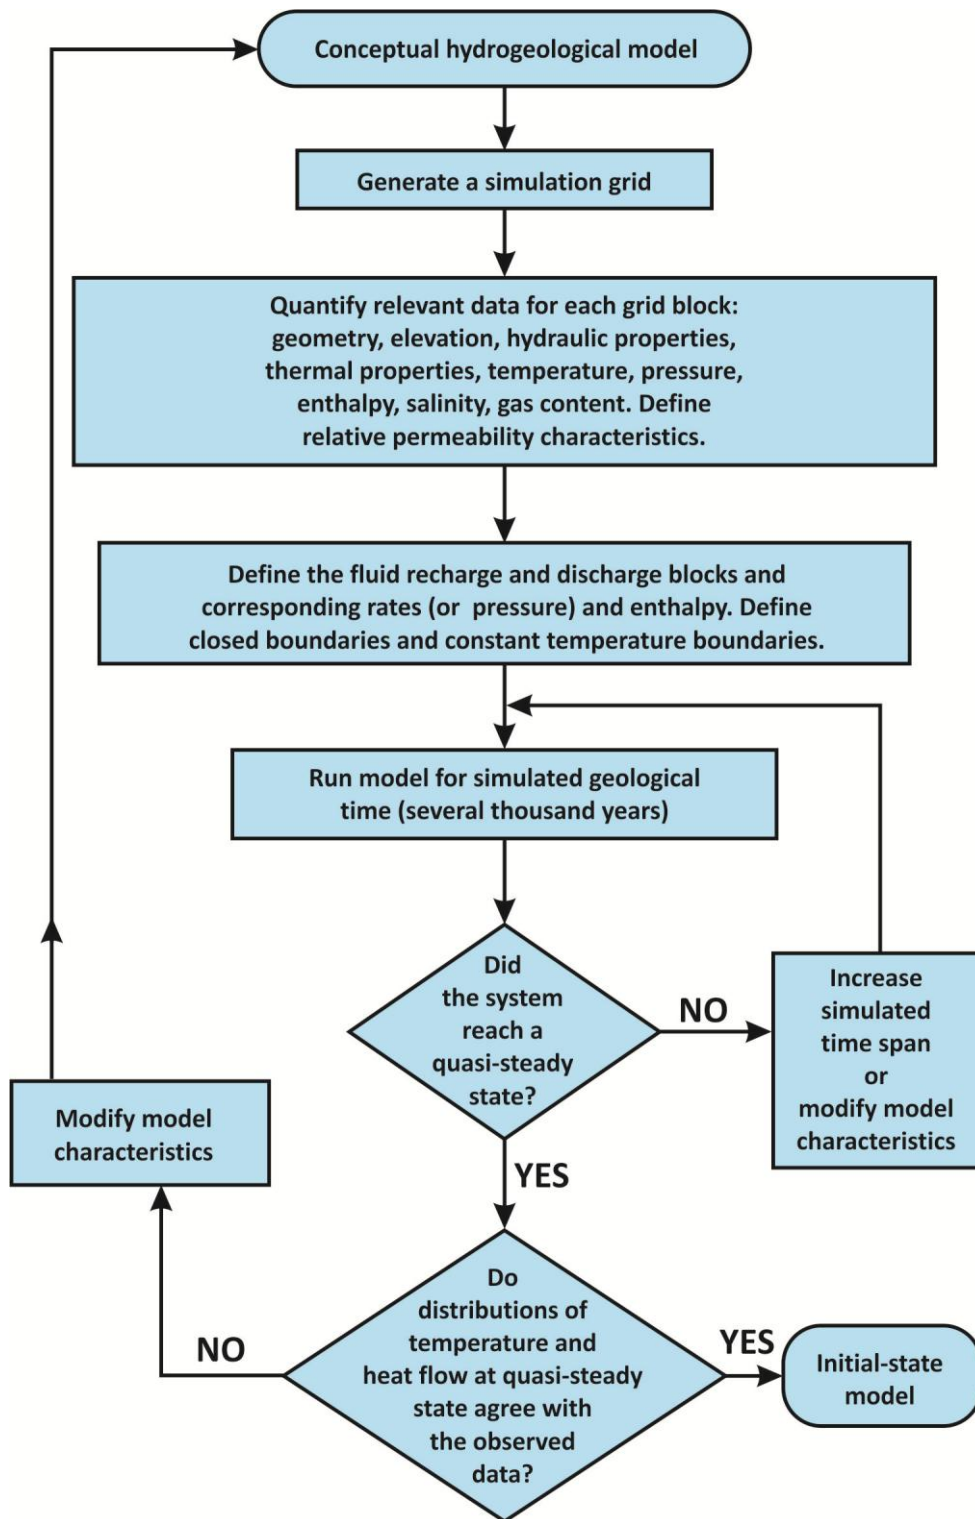 Conceptual hydrogeological model
Generate a simulation grid
Quantify relevant data for each grid block:
geometry, elevation, hydraulic properties,
thermal properties, temperature, pressure,
enthalpy, salinity, gas content. Define
relative permeability characteristics.
Define the fluid recharge and discharge blocks and
corresponding rates (or pressure) and enthalpy. Define
closed boundaries and constant temperature boundaries.
Run model for simulated geological
time (several thousand years)
Did
the system
reach a
quasi-steady
state?
NO
Increase
simulated
time span
or
modify model
characteristics
Modify model
characteristics
YES
Do
distributions of
temperature and
heat flow at quasi-steady
state agree with
the observed
data?
NO
YES
Initial-state
model